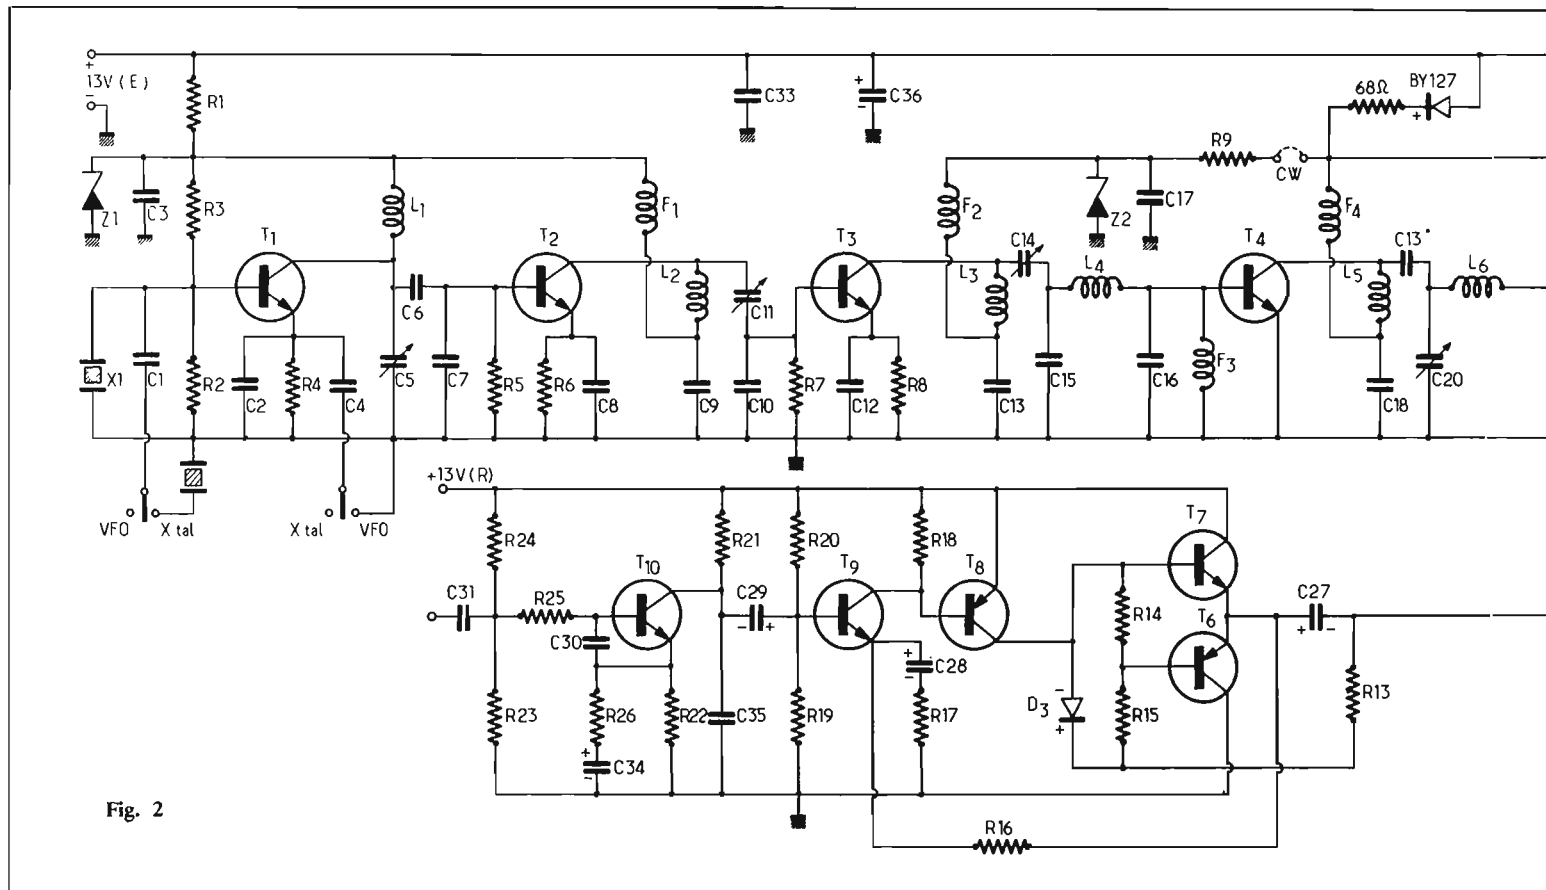 +
13V (E)
-
R1
C33
+
C36
-
68Ω
BY127
+
R9
CW
Z1
C3
R3
L1
F1
F2
Z2
C17
F4
T1
T2
T3
T4
C14
C13
L2
L3
L4
L5
L6
C6
C11
X1
C1
R2
C2
R4
C4
C5
C7
R5
R6
C8
C9
C10
R7
C12
R8
C13
C15
C16
F3
C18
C20
+13V (R)
VFO
X tal
X tal
VFO
R24
R21
R20
R18
T7
T10
T9
T8
C31
R25
C29
- +
R14
C27
+ -
T6
C30
+
C28
-
R23
R26
R22
C35
R19
R17
-
D3
+
R15
R13
+
C34
-
Fig. 2
R16